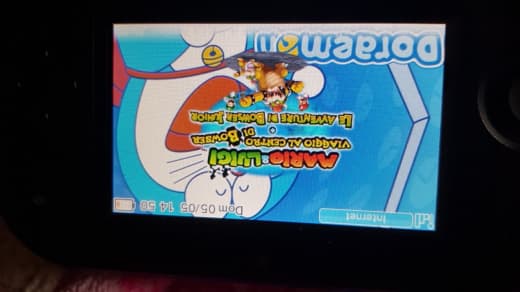 Internet
Dom 05/05 14 50
MARIO & LUIGI
VIAGGIO AL CENTRO
DI BOWSER
+
LE AVVENTURE DI BOWSER JUNIOR
Doraemon